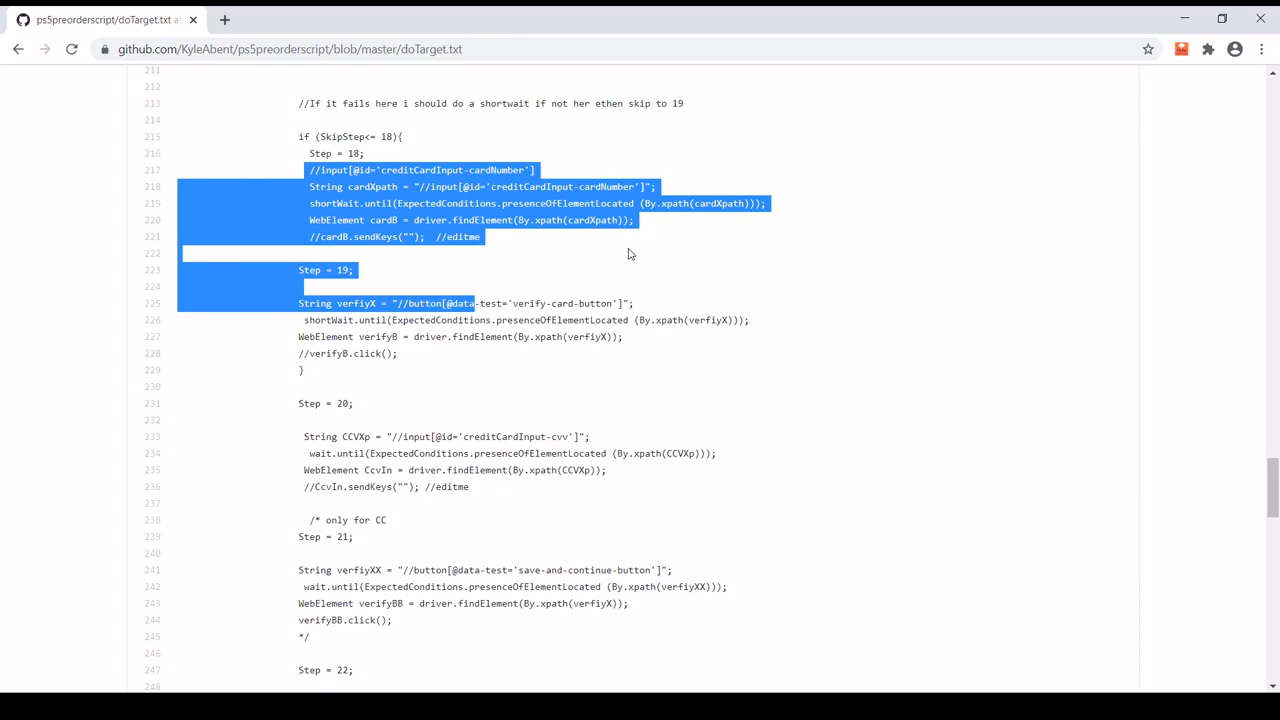 ps5preorderscript/doTarget.txt at
github.com/KyleAbent/ps5preorderscript/blob/master/doTarget.txt
211
212
213 //If it fails here i should do a shortwait if not her ethen skip to 19
214
215 if (SkipStep<= 18){
216 Step = 18;
217 //input[@id='creditCardInput-cardNumber']
218 String cardXpath = "//input[@id='creditCardInput-cardNumber']";
219 shortWait.until(ExpectedConditions.presenceOfElementLocated (By.xpath(cardXpath)));
220 WebElement cardB = driver.findElement(By.xpath(cardXpath));
221 //cardB.sendKeys(""); //editme
222
223 Step = 19;
224
225 String verfiyX = "//button[@data-test='verify-card-button']";
226 shortWait.until(ExpectedConditions.presenceOfElementLocated (By.xpath(verfiyX)));
227 WebElement verifyB = driver.findElement(By.xpath(verfiyX));
228 //verifyB.click();
229 }
230
231 Step = 20;
232
233 String CCVXp = "//input[@id='creditCardInput-cvv']";
234 wait.until(ExpectedConditions.presenceOfElementLocated (By.xpath(CCVXp)));
235 WebElement CcvIn = driver.findElement(By.xpath(CCVXp));
236 //CcvIn.sendKeys(""); //editme
237
238 /* only for CC
239 Step = 21;
240
241 String verfiyXX = "//button[@data-test='save-and-continue-button']";
242 wait.until(ExpectedConditions.presenceOfElementLocated (By.xpath(verfiyXX)));
243 WebElement verifyBB = driver.findElement(By.xpath(verfiyX));
244 verifyBB.click();
245 */
246
247 Step = 22;
248